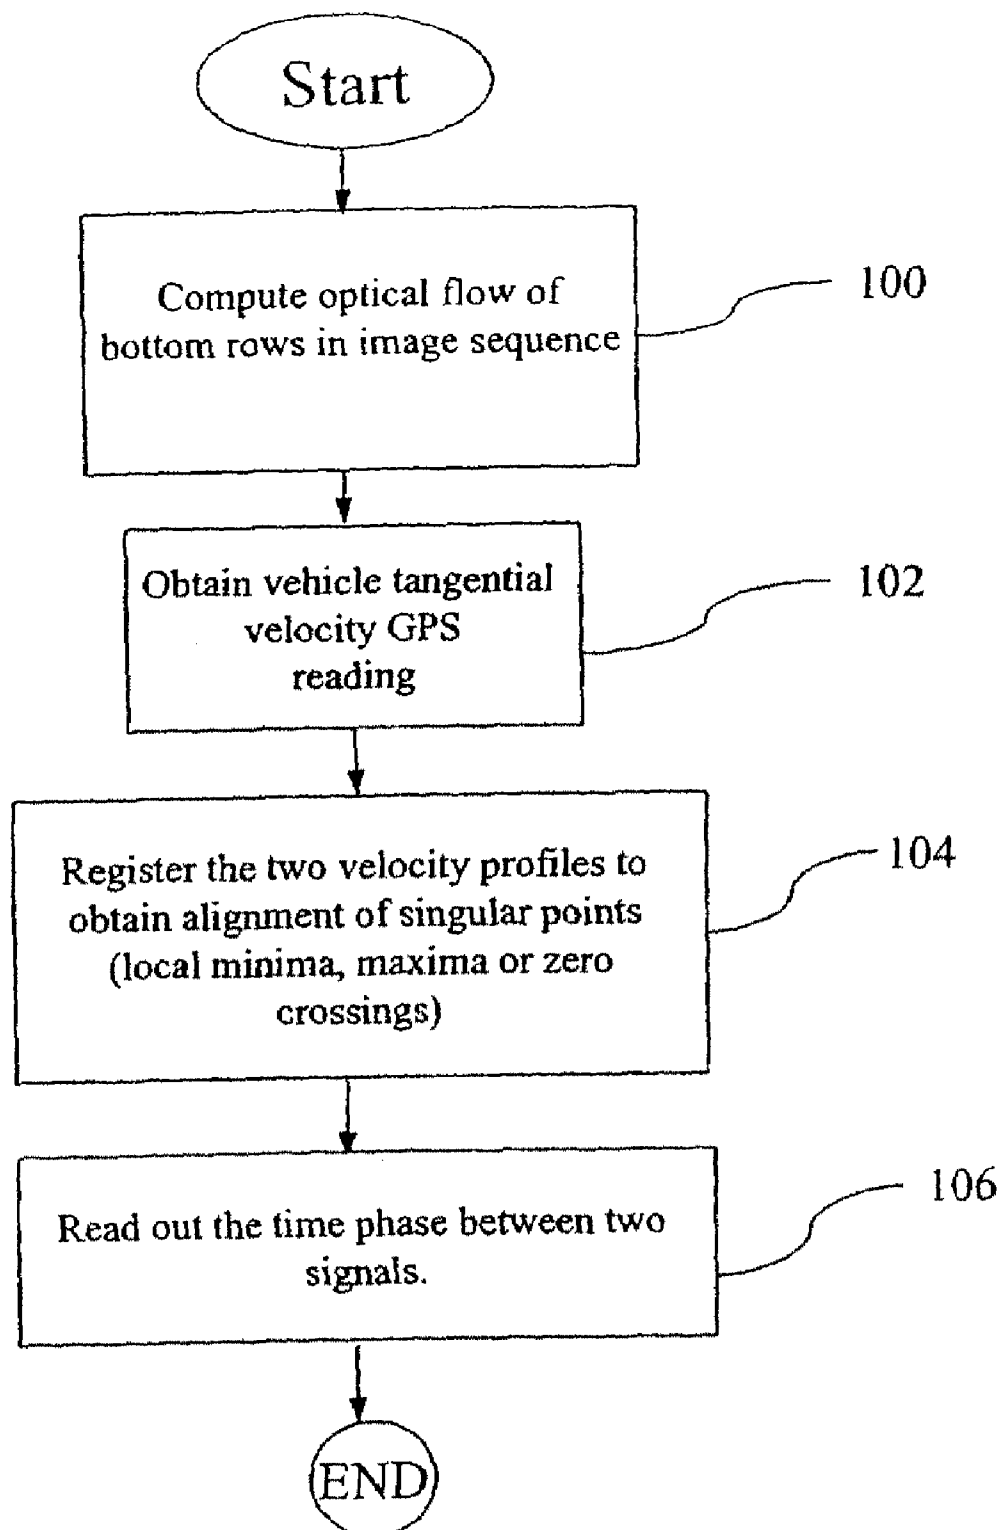 Start
Compute optical flow of
bottom rows in image sequence
100
Obtain vehicle tangential
velocity GPS
reading
102
Register the two velocity profiles to
obtain alignment of singular points
(local minima, maxima or zero
crossings)
104
Read out the time phase between two
signals.
106
END